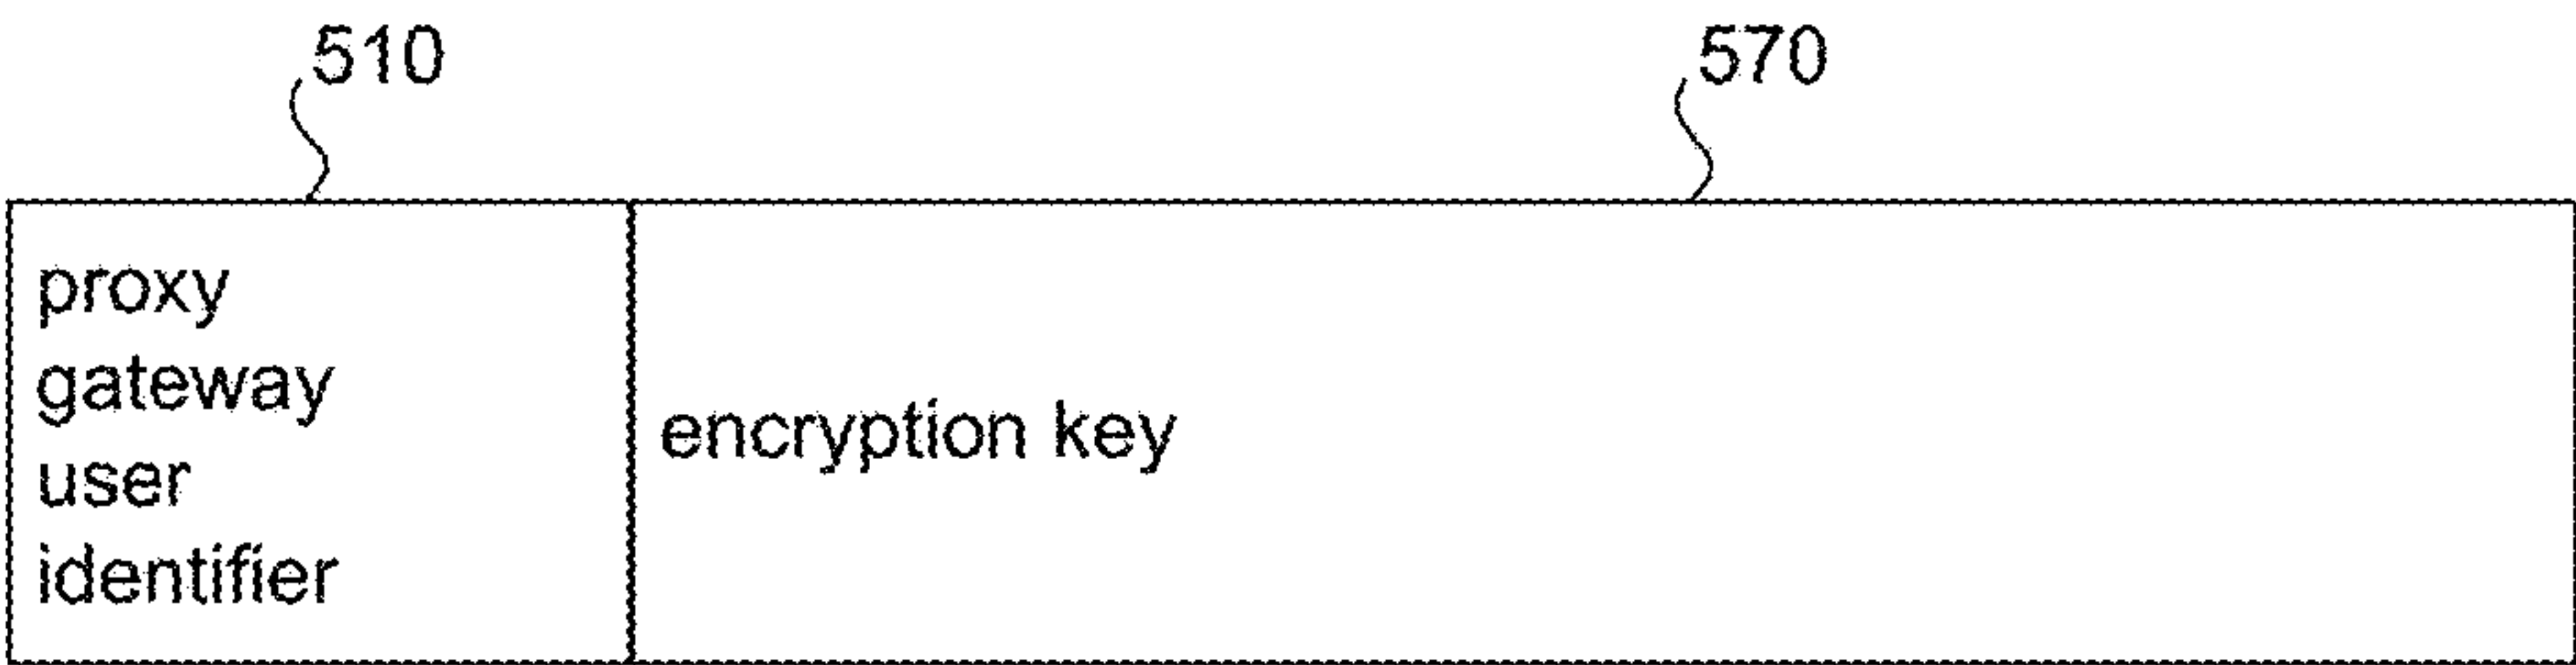 510
570
proxy
gateway
user
identifier
encryption key